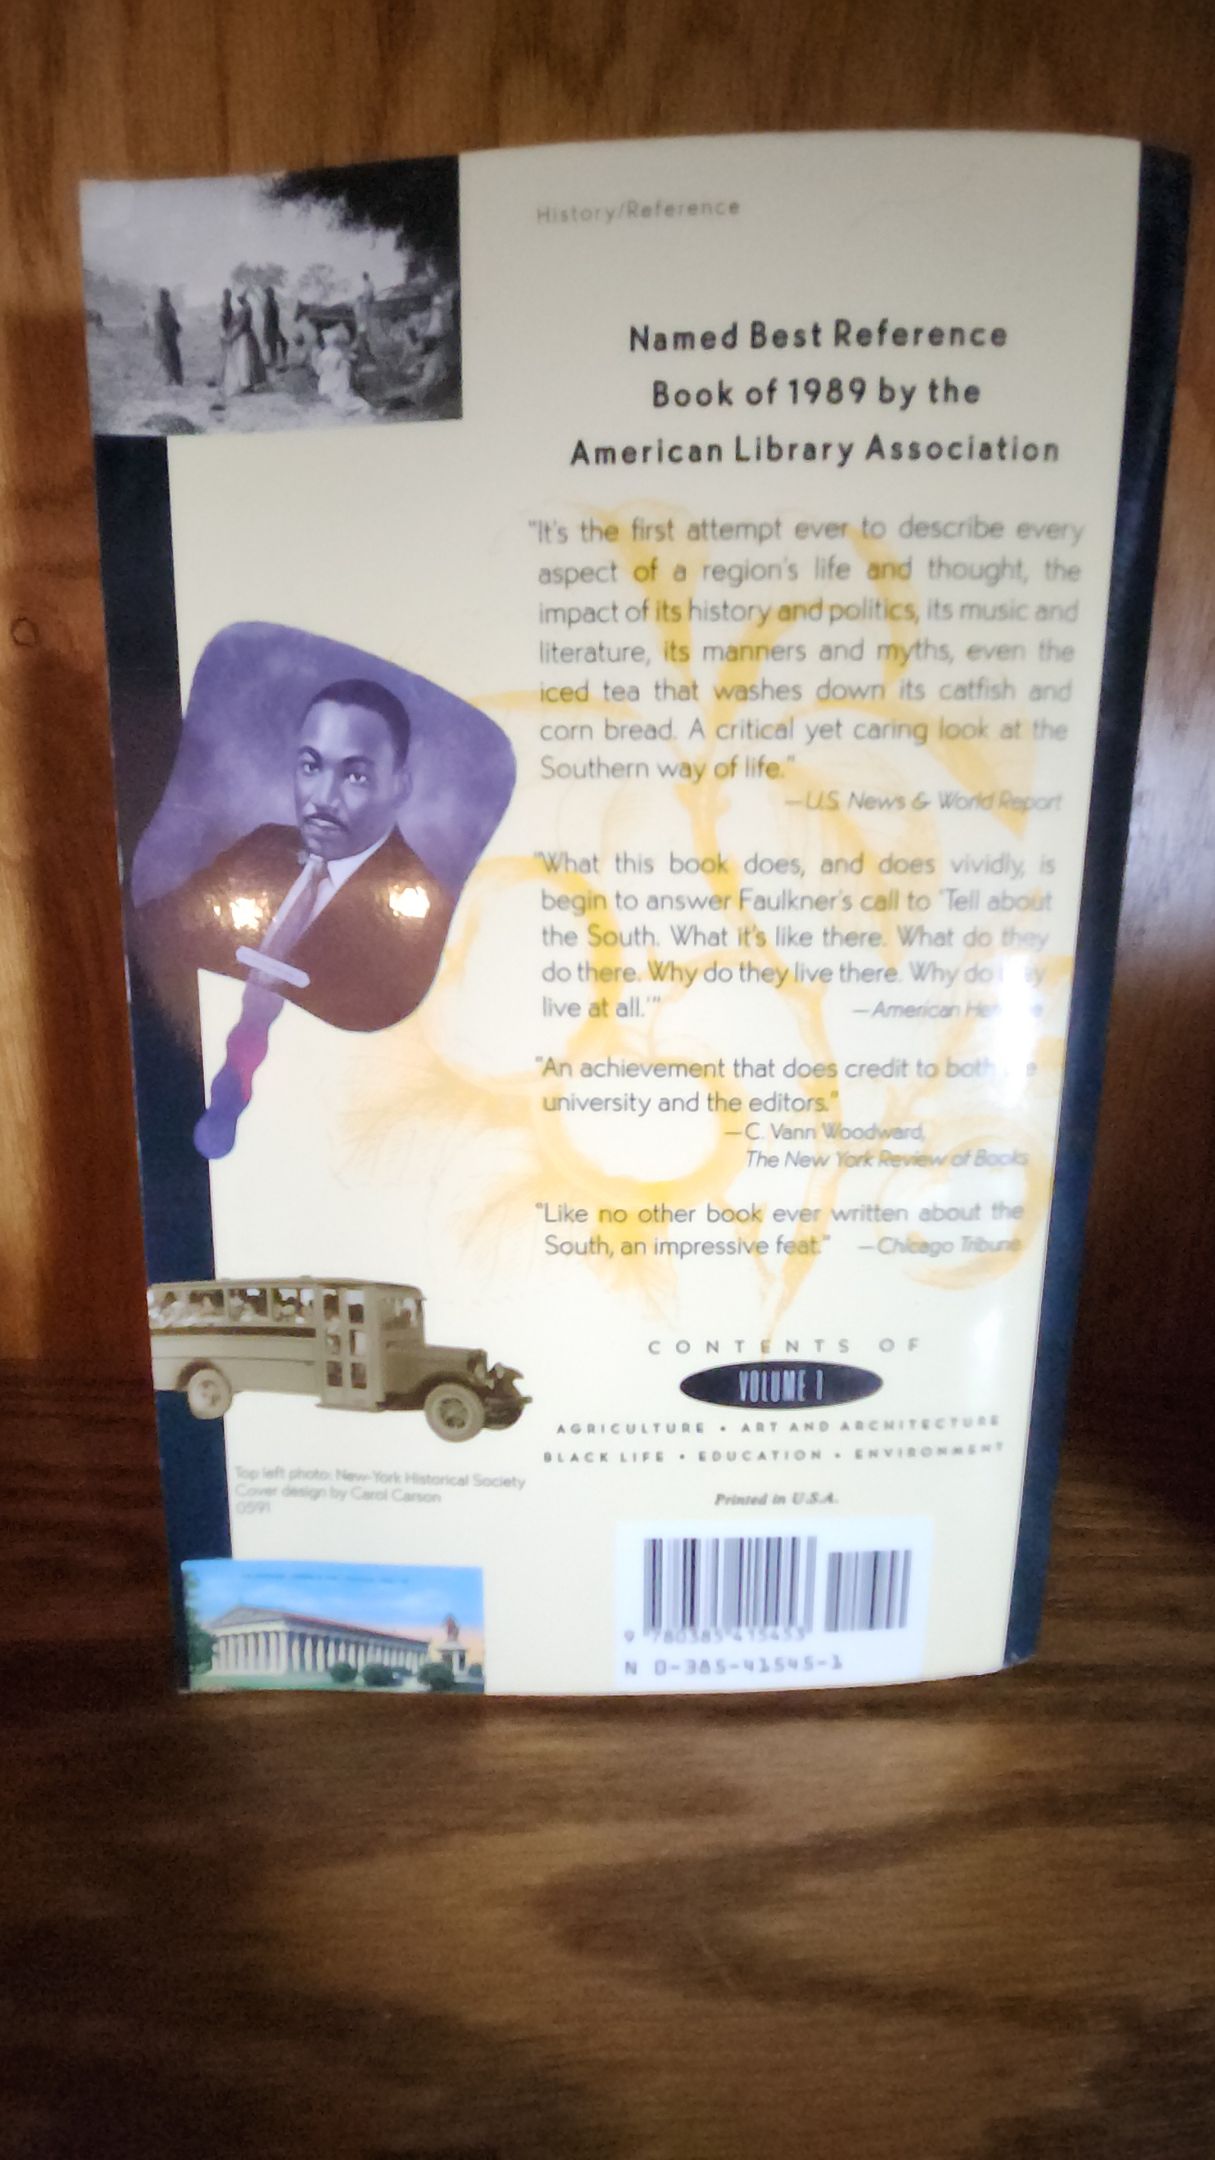 History/Reference
Named Best Reference
Book of 1989 by the
American Library Association
"It's the first attempt ever to describe every
aspect of a region's life and thought, the
impact of its history and politics, its music and
literature, its manners and myths, even the
iced tea that washes down its catfish and
corn bread. A critical yet caring look at the
Southern way of life."
—U.S. News & World Report
"What this book does, and does vividly, is
begin to answer Faulkner's call to 'Tell about
the South. What it's like there. What do they
do there. Why do they live there. Why do
live at all.'" —American
"An achievement that does credit to both
university and the editors."
—C. Vann Woodward,
The New York Review of Books
"Like no other book ever written about the
South, an impressive feat." —Chicago Tribune
CONTENTS OF
VOLUME 1
AGRICULTURE • ART AND ARCHITECTURE
BLACK LIFE • EDUCATION • ENVIRONMENT
Top left photo: New-York Historical Society
Cover design by Carol Carson
0591
Printed in U.S.A.
9 780385 415453
N 0-385-41545-1